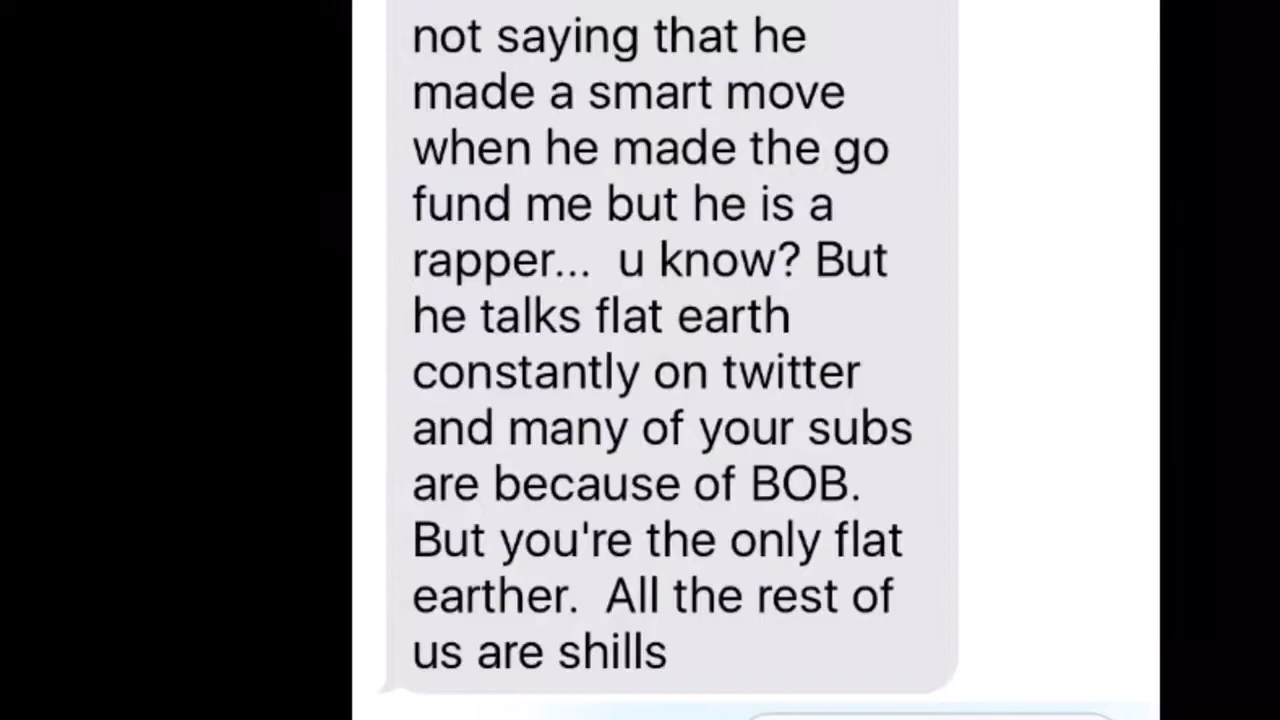 not saying that he
made a smart move
when he made the go
fund me but he is a
rapper...  u know? But
he talks flat earth
constantly on twitter
and many of your subs
are because of BOB.
But you're the only flat
earther.  All the rest of
us are shills